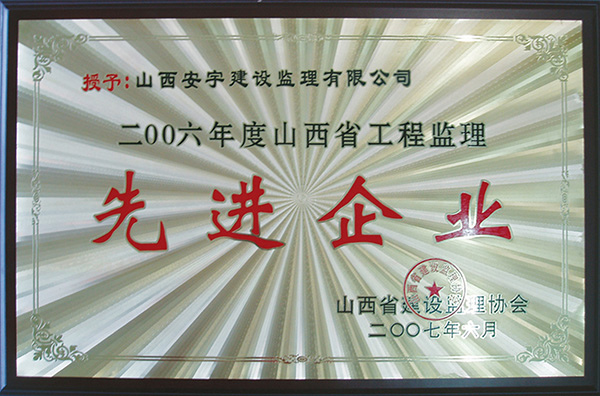 授予:山西安宇建设监理有限公司
二00六年度山西省工程监理
先进企业
山西省建设监理协会
二〇〇七年六月